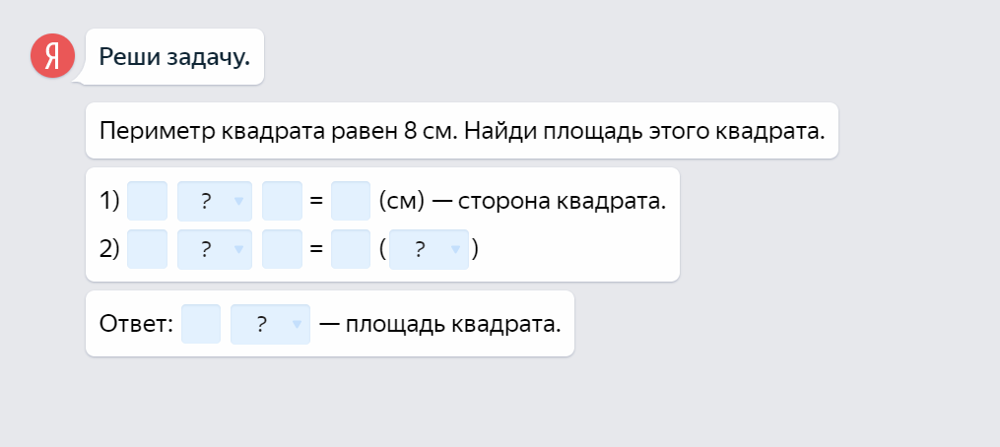 Я
Реши задачу.
Периметр квадрата равен 8 см. Найди площадь этого квадрата.
1) ? = (см) — сторона квадрата.
2) ? = ( ? )
Ответ: ? — площадь квадрата.